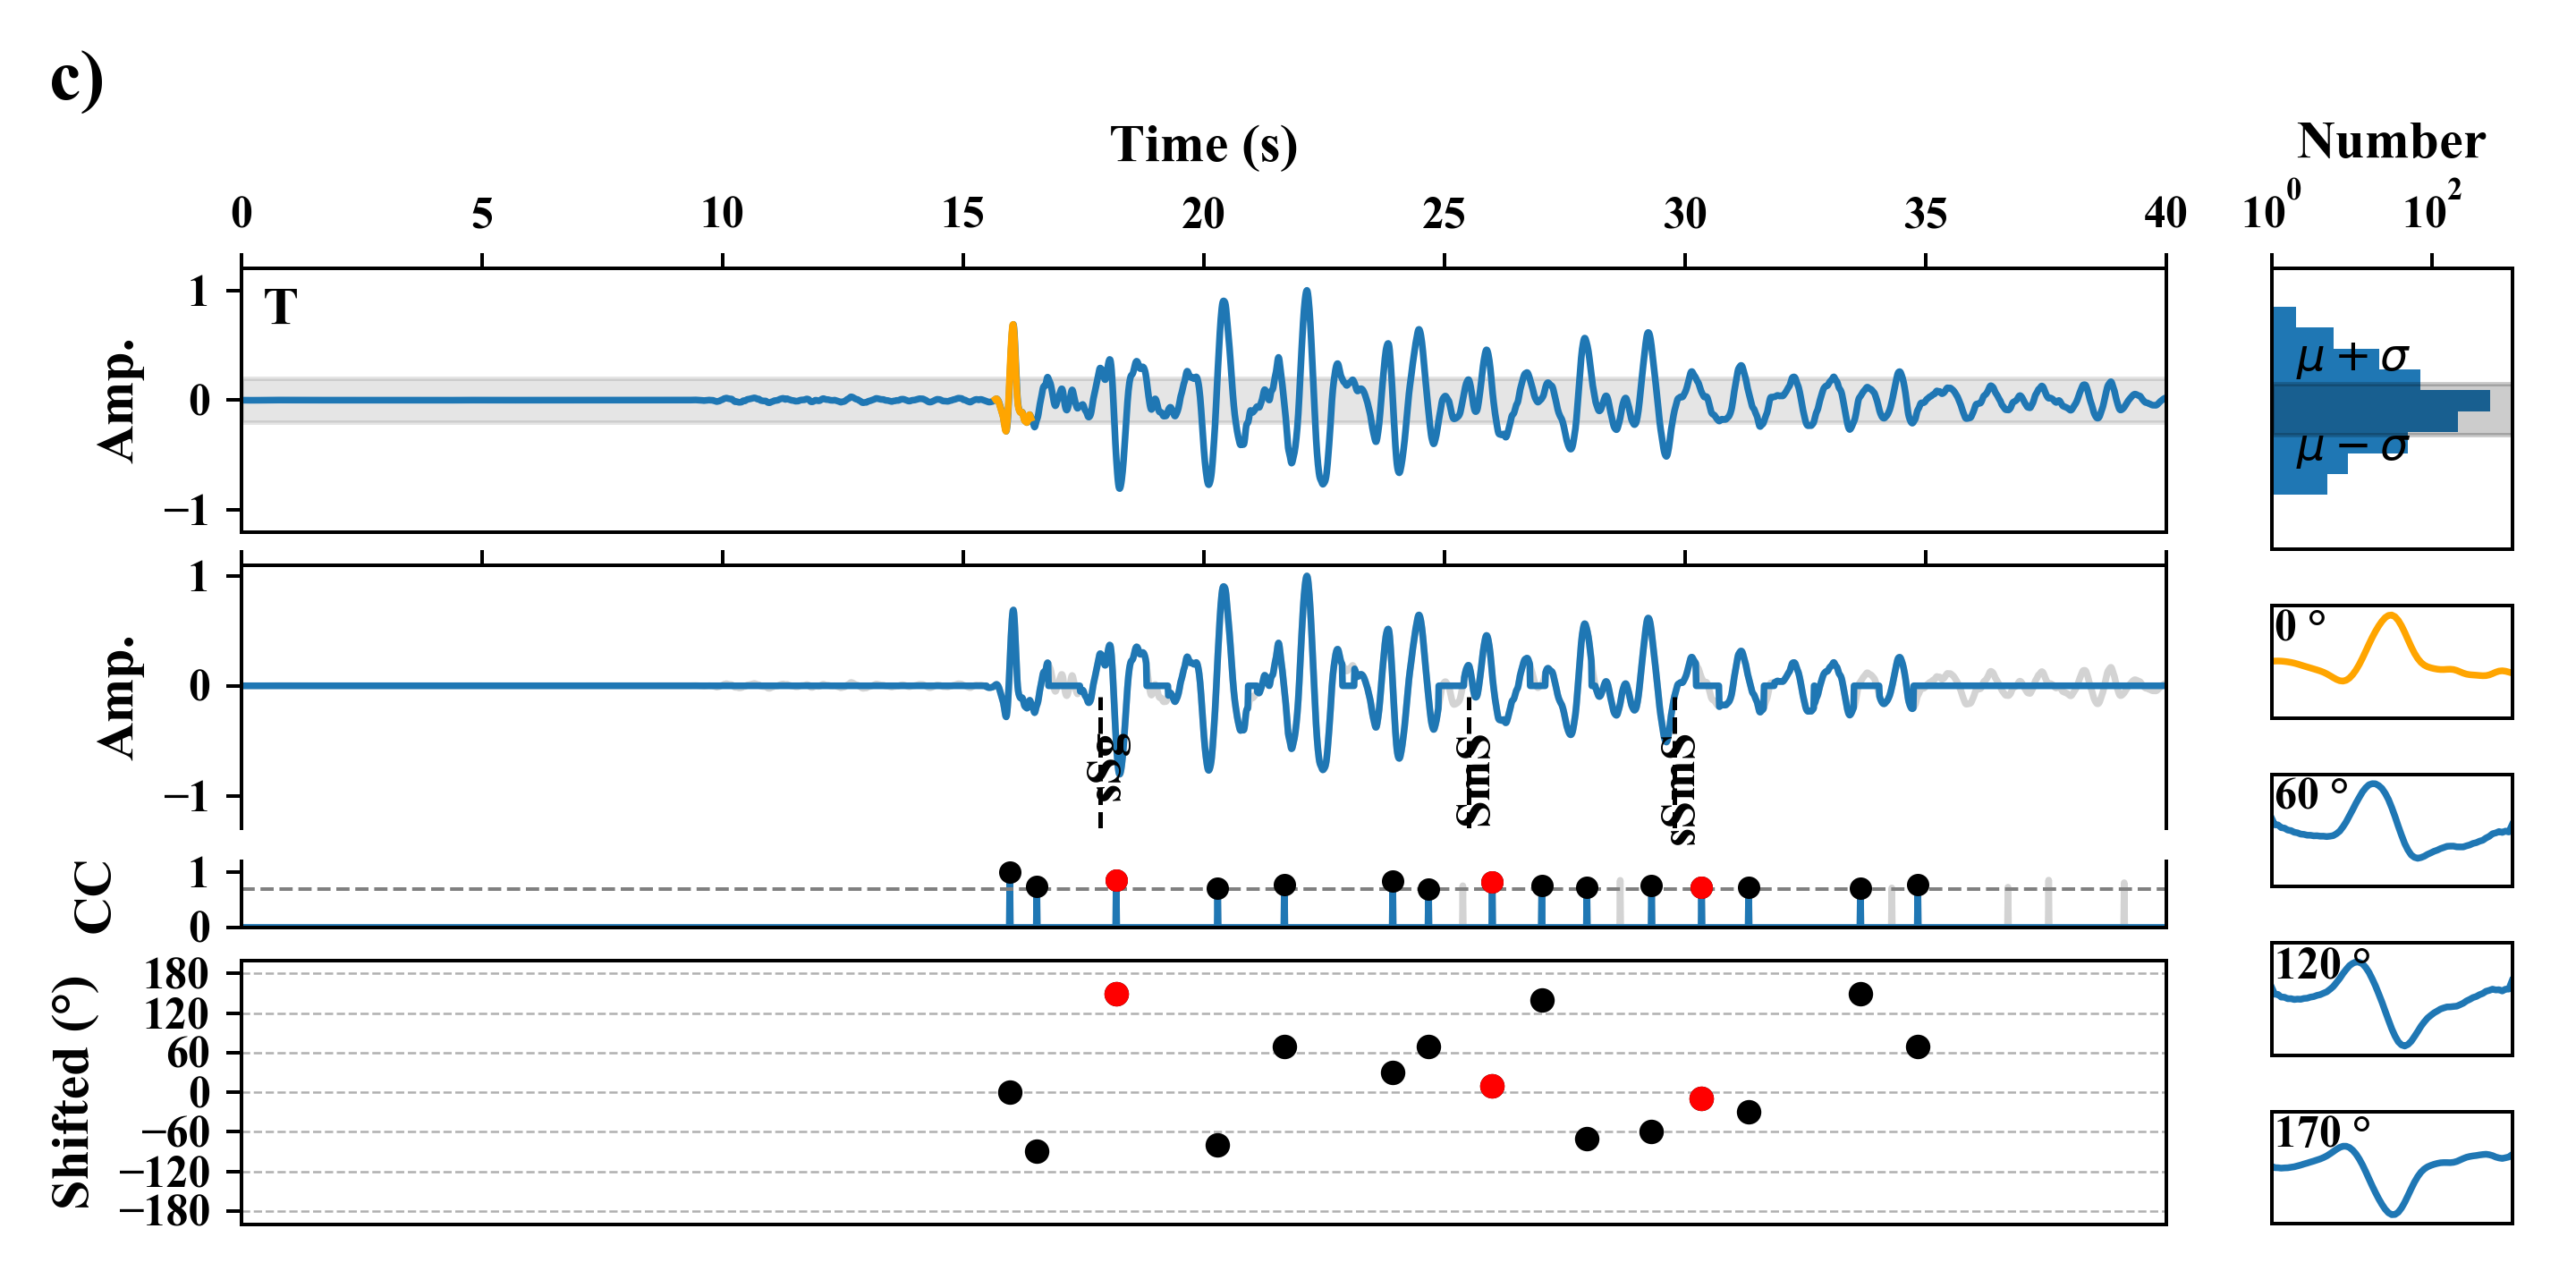 c)
Time (s)
Number
0 5 10 15 20 25 30 35 40
10^0 10^2
T
Amp.
1
0
−1
μ + σ
μ − σ
Amp.
1
0
−1
sSg
SmS
sSmS
0 °
60 °
CC
1
0
120 °
Shifted (°)
180
120
60
0
−60
−120
−180
170 °